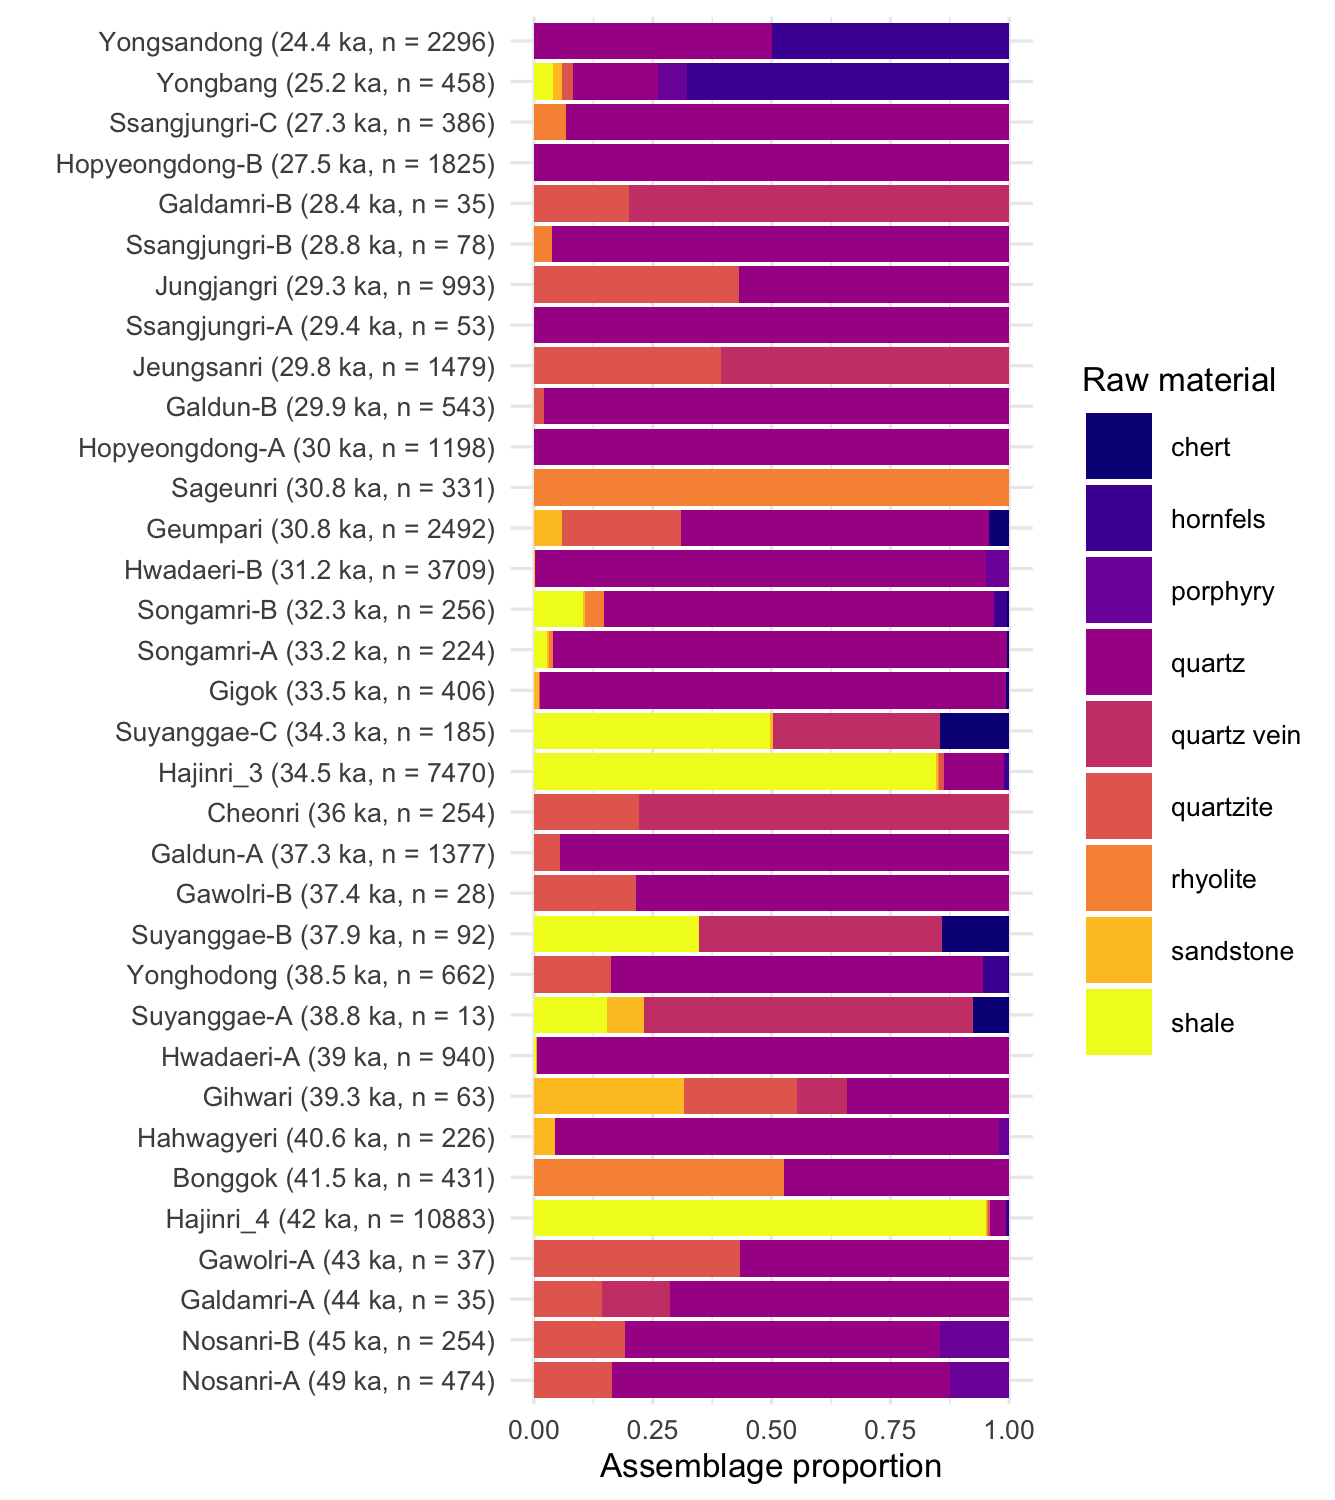 Yongsandong (24.4 ka, n = 2296)
Yongbang (25.2 ka, n = 458)
Ssangjungri-C (27.3 ka, n = 386)
Hopyeongdong-B (27.5 ka, n = 1825)
Galdamri-B (28.4 ka, n = 35)
Ssangjungri-B (28.8 ka, n = 78)
Jungjangri (29.3 ka, n = 993)
Ssangjungri-A (29.4 ka, n = 53)
Jeungsanri (29.8 ka, n = 1479)
Galdun-B (29.9 ka, n = 543)
Hopyeongdong-A (30 ka, n = 1198)
Sageunri (30.8 ka, n = 331)
Geumpari (30.8 ka, n = 2492)
Hwadaeri-B (31.2 ka, n = 3709)
Songamri-B (32.3 ka, n = 256)
Songamri-A (33.2 ka, n = 224)
Gigok (33.5 ka, n = 406)
Suyanggae-C (34.3 ka, n = 185)
Hajinri_3 (34.5 ka, n = 7470)
Cheonri (36 ka, n = 254)
Galdun-A (37.3 ka, n = 1377)
Gawolri-B (37.4 ka, n = 28)
Suyanggae-B (37.9 ka, n = 92)
Yonghodong (38.5 ka, n = 662)
Suyanggae-A (38.8 ka, n = 13)
Hwadaeri-A (39 ka, n = 940)
Gihwari (39.3 ka, n = 63)
Hahwagyeri (40.6 ka, n = 226)
Bonggok (41.5 ka, n = 431)
Hajinri_4 (42 ka, n = 10883)
Gawolri-A (43 ka, n = 37)
Galdamri-A (44 ka, n = 35)
Nosanri-B (45 ka, n = 254)
Nosanri-A (49 ka, n = 474)
0.00 0.25 0.50 0.75 1.00
Assemblage proportion
Raw material
chert
hornfels
porphyry
quartz
quartz vein
quartzite
rhyolite
sandstone
shale